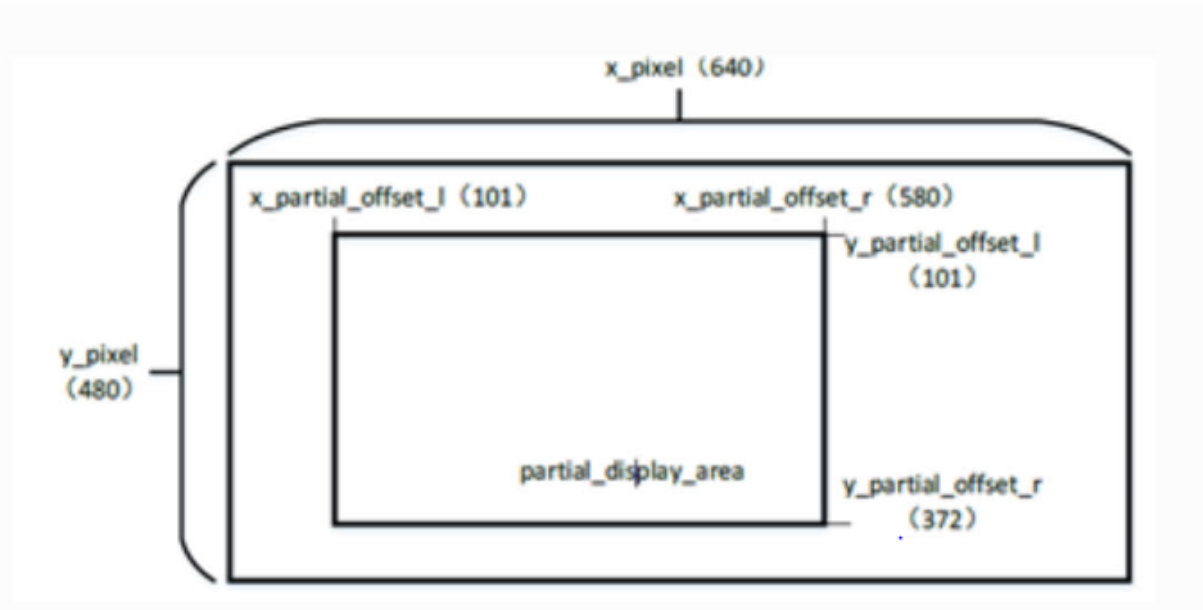 x_pixel（640）
x_partial_offset_l（101）
x_partial_offset_r（580）
y_partial_offset_l
（101）
y_pixel
（480）
partial_display_area
y_partial_offset_r
（372）